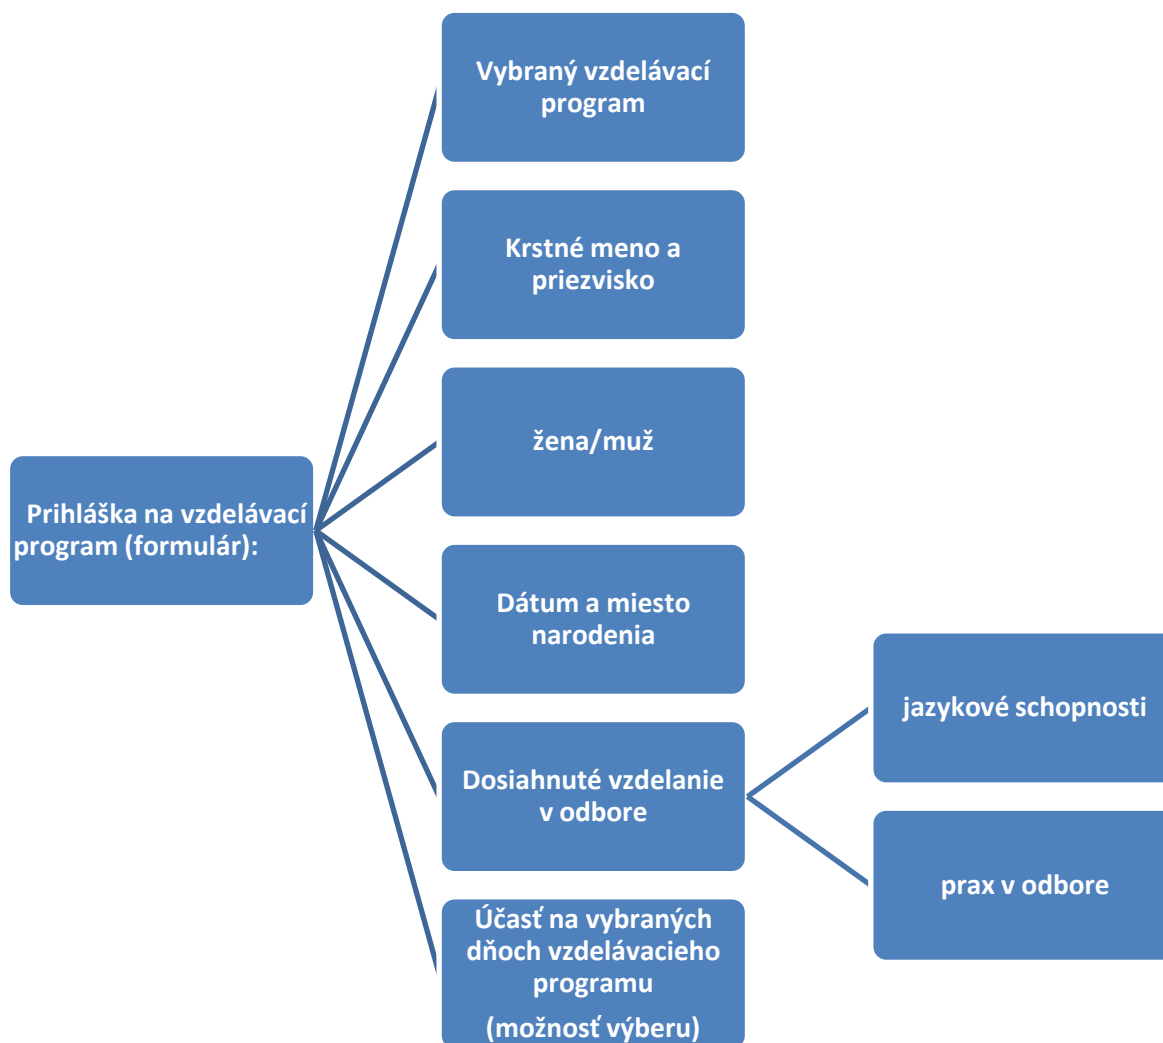 Vybraný vzdelávací
program
Krstné meno a
priezvisko
žena/muž
Prihláška na vzdelávací
program (formulár):
Dátum a miesto
narodenia
jazykové schopnosti
Dosiahnuté vzdelanie
v odbore
prax v odbore
Účasť na vybraných
dňoch vzdelávacieho
programu
(možnosť výberu)